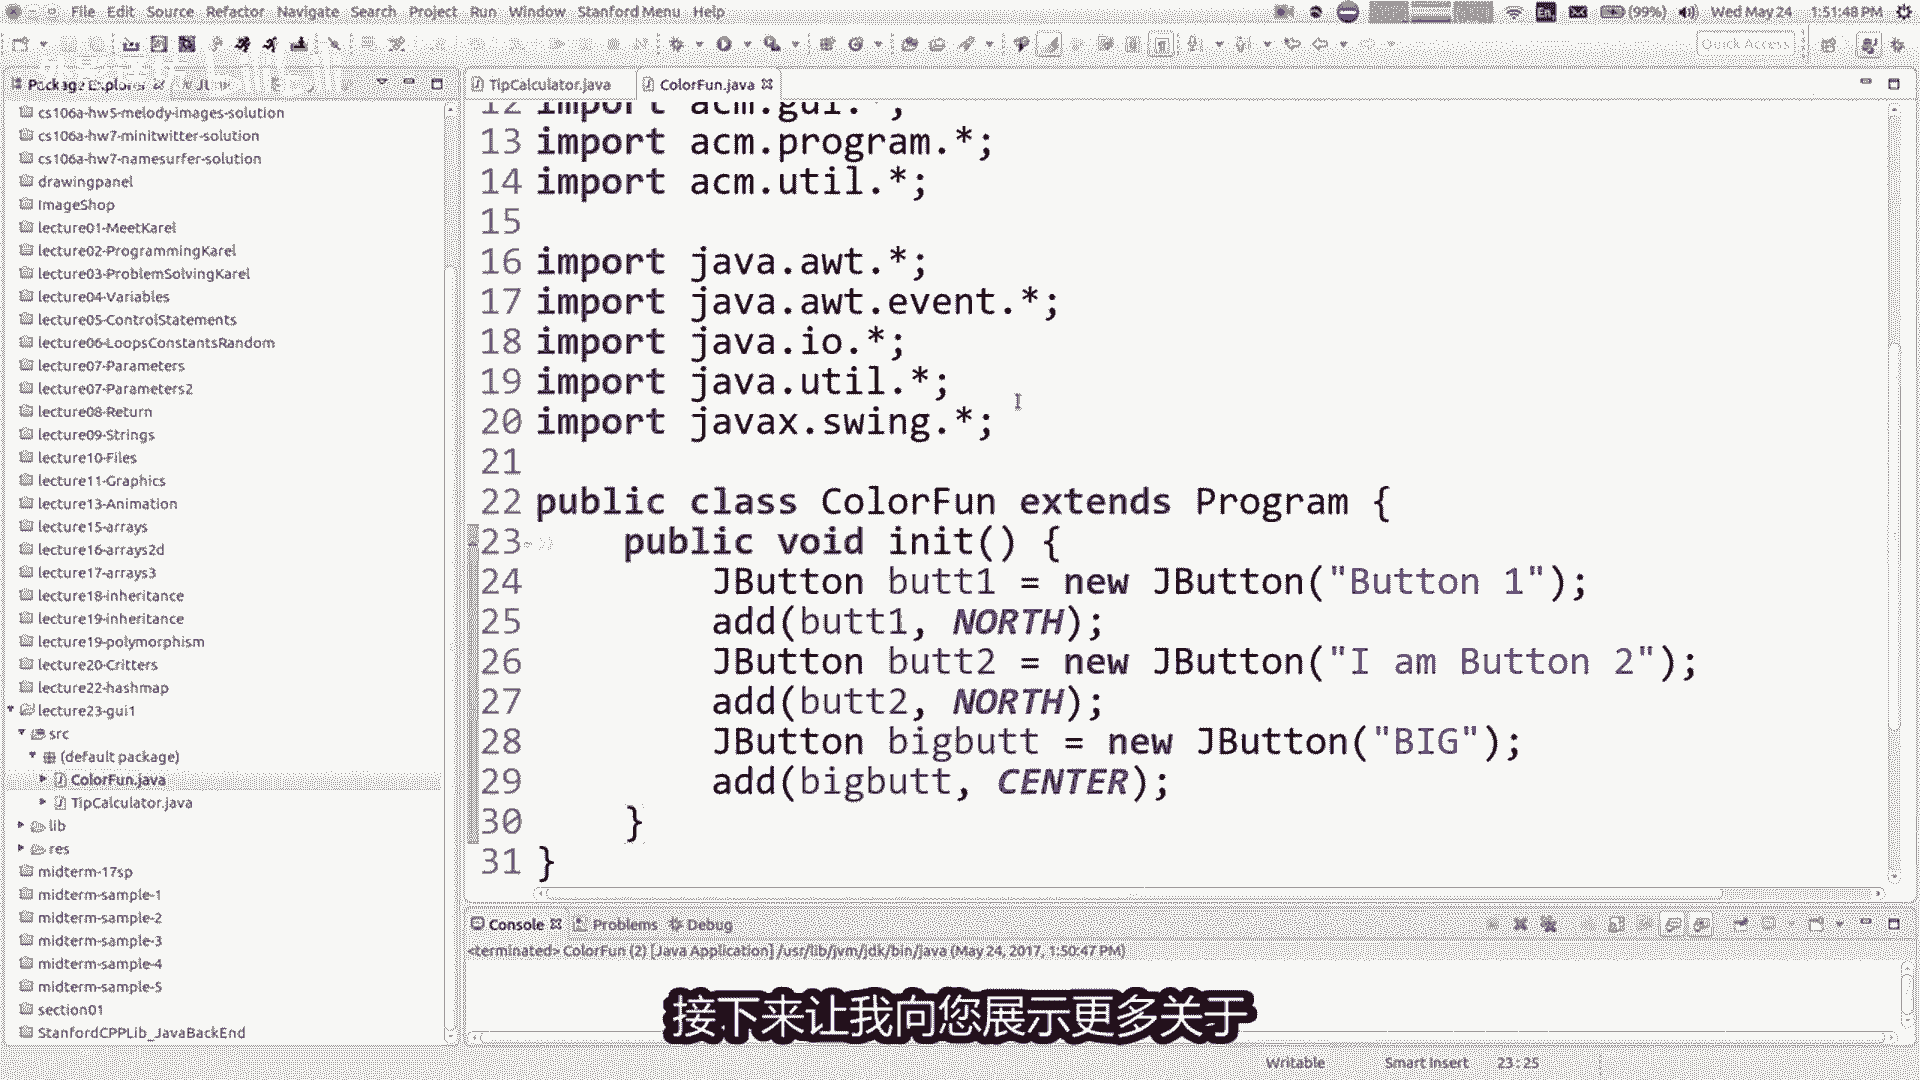 File Edit Source Refactor Navigate Search Project Run Window Stanford Menu Help
En (99%) Wed May 24 1:51:48 PM
Quick Access
Package Explorer
TipCalculator.java ColorFun.java
cs106a-hw5-melody-images-solution
cs106a-hw7-minitwitter-solution
cs106a-hw7-namesurfer-solution
drawingpanel
ImageShop
lecture01-MeetKarel
lecture02-ProgrammingKarel
lecture03-ProblemSolvingKarel
lecture04-Variables
lecture05-ControlStatements
lecture06-LoopsConstantsRandom
lecture07-Parameters
lecture07-Parameters2
lecture08-Return
lecture09-Strings
lecture10-Files
lecture11-Graphics
lecture13-Animation
lecture15-arrays
lecture16-arrays2d
lecture17-arrays3
lecture18-inheritance
lecture19-inheritance
lecture19-polymorphism
lecture20-Critters
lecture22-hashmap
lecture23-gui1
src
(default package)
ColorFun.java
TipCalculator.java
lib
res
midterm-17sp
midterm-sample-1
midterm-sample-2
midterm-sample-3
midterm-sample-4
midterm-sample-5
section01
StanfordCPPLib_JavaBackEnd
12 import acm.gui.*;
13 import acm.program.*;
14 import acm.util.*;
15
16 import java.awt.*;
17 import java.awt.event.*;
18 import java.io.*;
19 import java.util.*;
20 import javax.swing.*;
21
22 public class ColorFun extends Program {
23 public void init() {
24 JButton butt1 = new JButton("Button 1");
25 add(butt1, NORTH);
26 JButton butt2 = new JButton("I am Button 2");
27 add(butt2, NORTH);
28 JButton bigbutt = new JButton("BIG");
29 add(bigbutt, CENTER);
30 }
31 }
Console Problems Debug
<terminated> ColorFun (2) [Java Application] /usr/lib/jvm/jdk/bin/java (May 24, 2017, 1:50:47 PM)
接下来让我向您展示更多关于
Writable Smart Insert 23:25